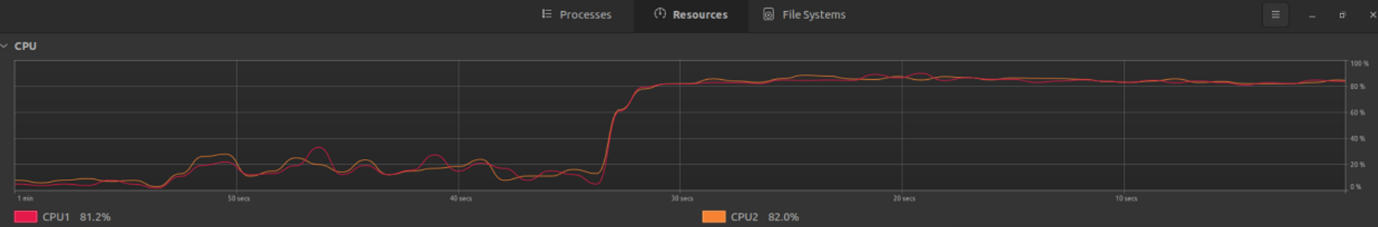 Processes Resources File Systems
CPU
100 %
80 %
60 %
40 %
20 %
0 %
1 min 50 secs 40 secs 30 secs 20 secs 10 secs
CPU1 81.2% CPU2 82.0%